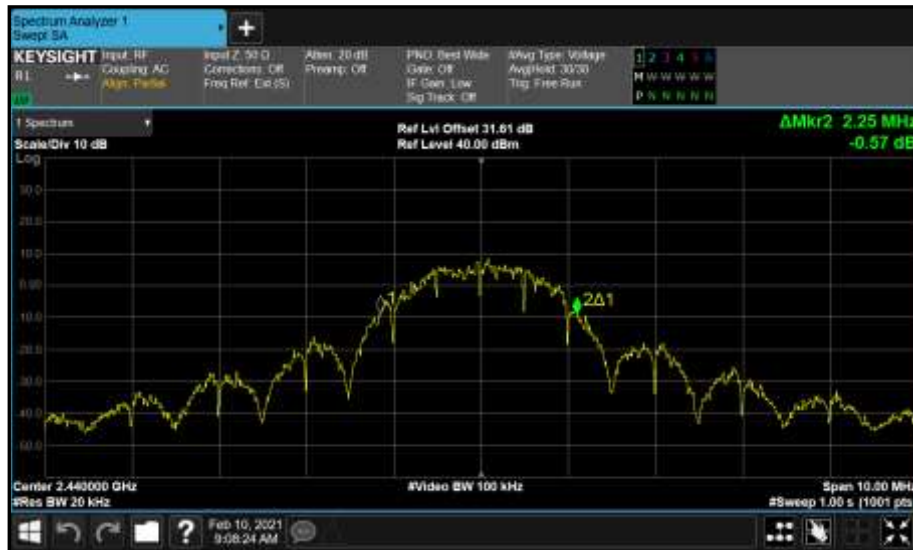 Spectrum Analyzer 1
Swept SA
+
KEYSIGHT Input: RF Input Z: 50 Ω Atten: 20 dB PNO: Best Wide #Avg Type: Voltage 1 2 3 4 5 6
R L Coupling: AC Corrections: Off Preamp: Off Gate: Off Avg|Hold: 30/30 M W W W W W
Align: Partial Freq Ref: Ext (S) IF Gain: Low Trig: Free Run
Sig Track: Off P N N N N N
1 Spectrum
Ref Lvl Offset 31.61 dB ΔMkr2 2.25 MHz
Scale/Div 10 dB Ref Level 40.00 dBm -0.57 dB
Log
30.0
20.0
10.0
0.00
1 2Δ1
-10.0
-20.0
-30.0
-40.0
-50.0
Center 2.440000 GHz #Video BW 100 kHz Span 10.00 MHz
#Res BW 20 kHz #Sweep 1.00 s (1001 pts
? Feb 10, 2021
9:08:24 AM